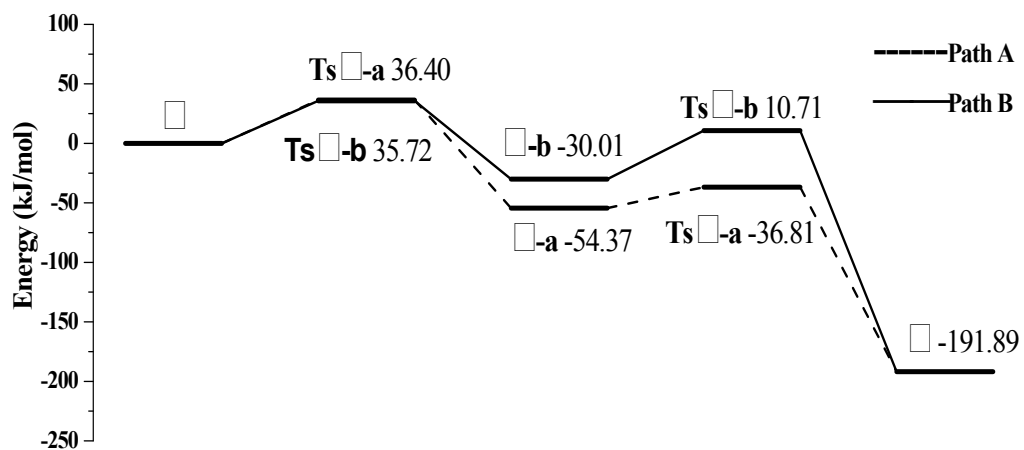 100
50
0
-50
-100
-150
-200
-250
Energy (kJ/mol)
Path A
Path B
□
Ts □-a 36.40
Ts □-b 35.72
□-b -30.01
□-a -54.37
Ts □-b 10.71
Ts □-a -36.81
□ -191.89